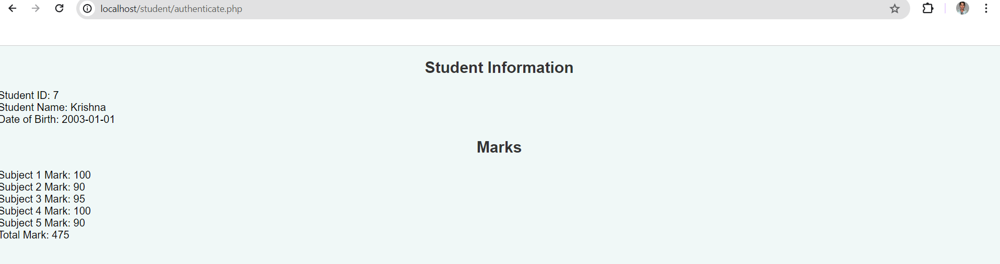 localhost/student/authenticate.php
Student Information
Student ID: 7
Student Name: Krishna
Date of Birth: 2003-01-01
Marks
Subject 1 Mark: 100
Subject 2 Mark: 90
Subject 3 Mark: 95
Subject 4 Mark: 100
Subject 5 Mark: 90
Total Mark: 475